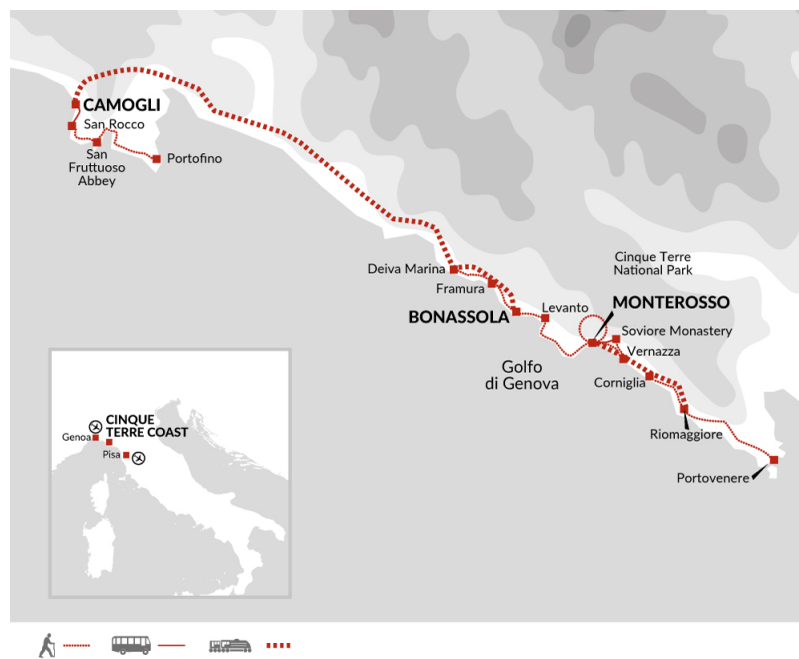 CAMOGLI
San Rocco
San
Fruttuoso
Abbey
Portofino
Cinque Terre
National Park
Deiva Marina
Framura
Levanto
MONTEROSSO
BONASSOLA
Soviore Monastery
Vernazza
Golfo
di Genova
Corniglia
Riomaggiore
Portovenere
CINQUE
TERRE COAST
Genoa
Pisa